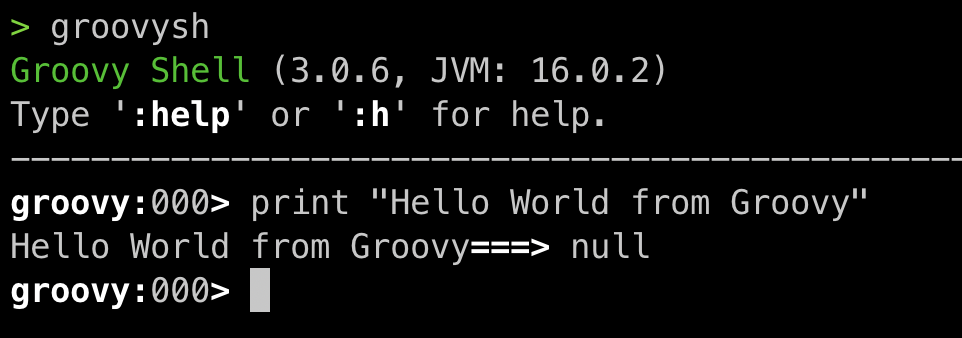 > groovysh
Groovy Shell (3.0.6, JVM: 16.0.2)
Type ':help' or ':h' for help.
------------------------------------------------
groovy:000> print "Hello World from Groovy"
Hello World from Groovy===> null
groovy:000>